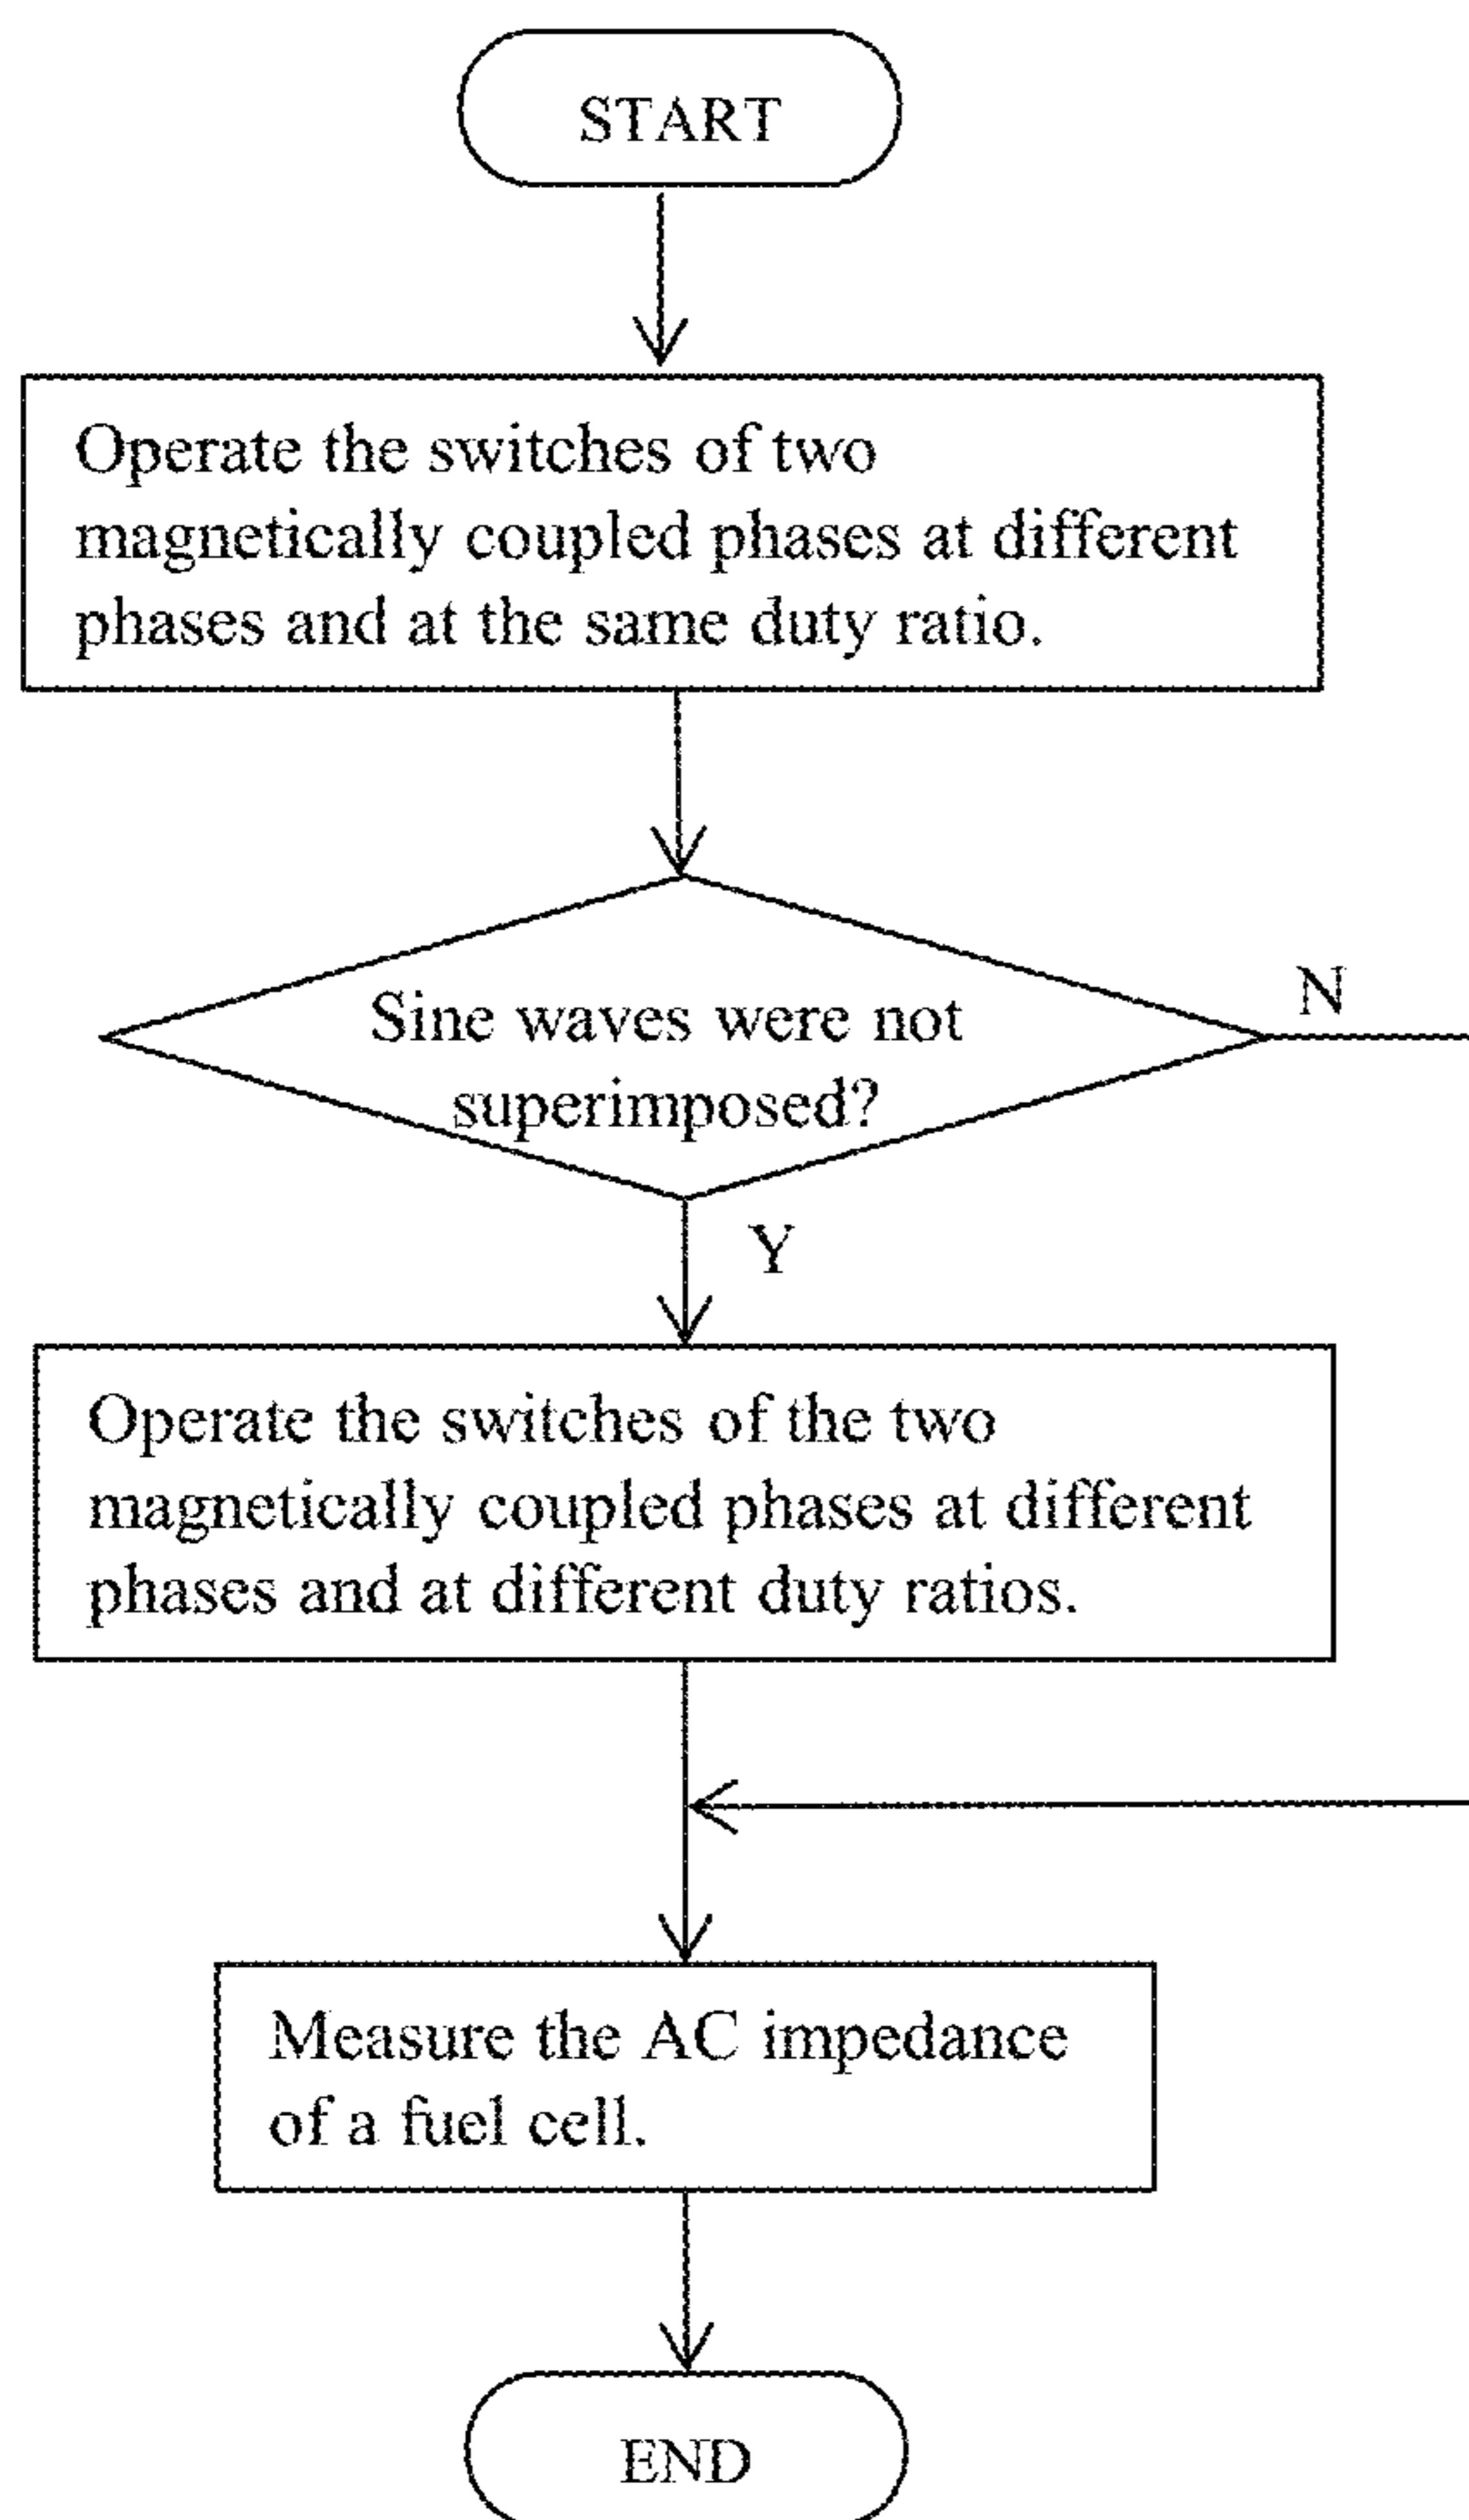 START
Operate the switches of two
magnetically coupled phases at different
phases and at the same duty ratio.
Sine waves were not
superimposed?
N
Y
Operate the switches of the two
magnetically coupled phases at different
phases and at different duty ratios.
Measure the AC impedance
of a fuel cell.
END